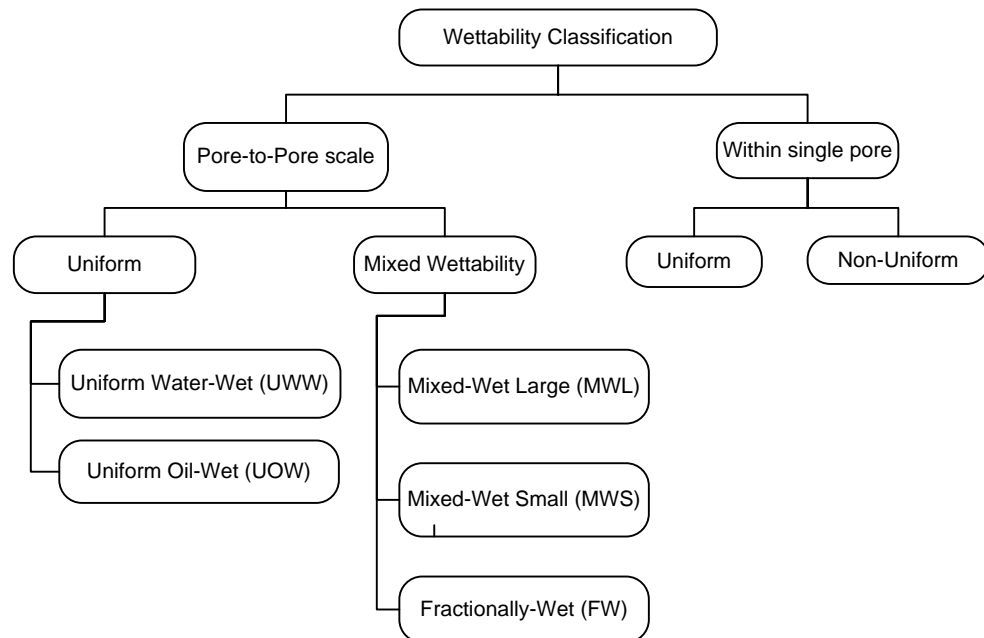 Wettability Classification
Pore-to-Pore scale
Within single pore
Uniform
Mixed Wettability
Uniform
Non-Uniform
Uniform Water-Wet (UWW)
Mixed-Wet Large (MWL)
Uniform Oil-Wet (UOW)
Mixed-Wet Small (MWS)
Fractionally-Wet (FW)